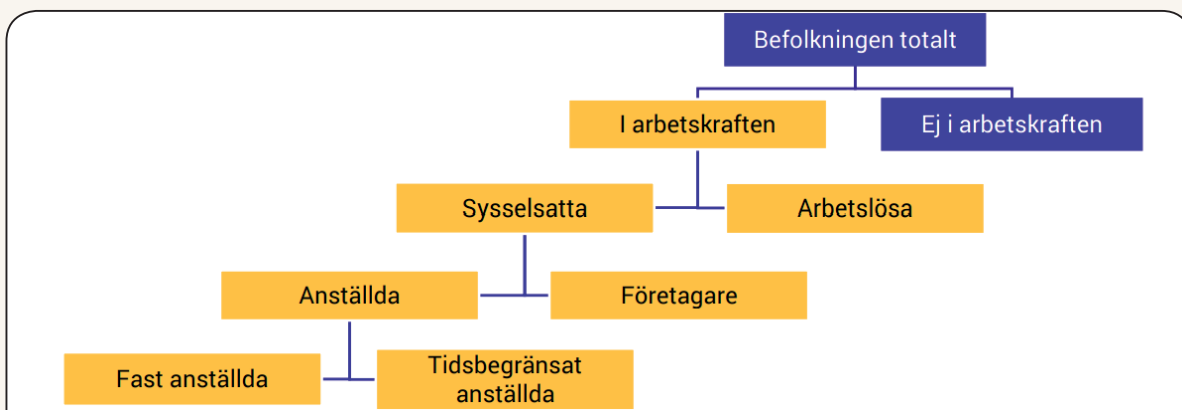 Befolkningen totalt
I arbetskraften
Ej i arbetskraften
Sysselsatta
Arbetslösa
Anställda
Företagare
Fast anställda
Tidsbegränsat
anställda